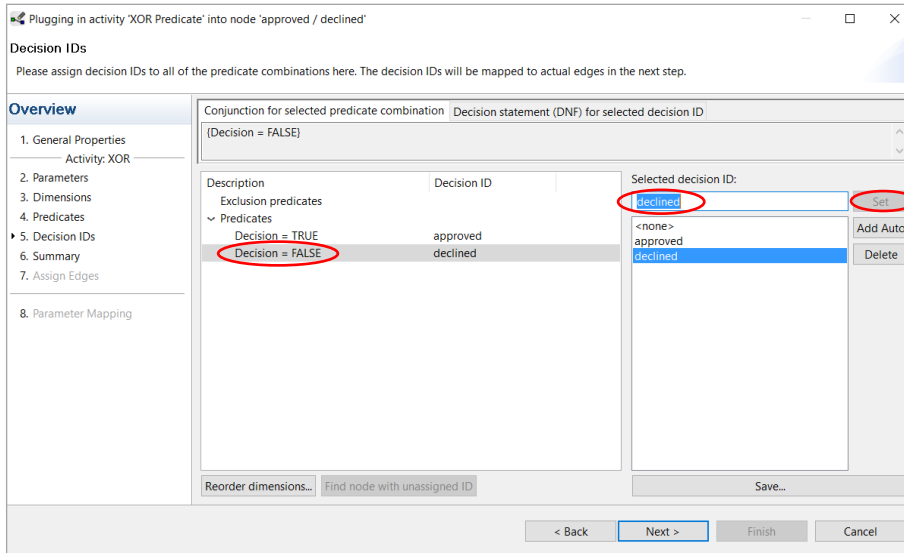 Plugging in activity 'XOR Predicate' into node 'approved / declined'
Decision IDs
Please assign decision IDs to all of the predicate combinations here. The decision IDs will be mapped to actual edges in the next step.
Overview
1. General Properties
Activity: XOR
2. Parameters
3. Dimensions
4. Predicates
5. Decision IDs
6. Summary
7. Assign Edges
8. Parameter Mapping
Conjunction for selected predicate combination Decision statement (DNF) for selected decision ID
{Decision = FALSE}
Description Decision ID
Exclusion predicates
Predicates
Decision = TRUE approved
Decision = FALSE declined
Selected decision ID:
declined Set
<none>
approved
declined
Add Auto
Delete
Reorder dimensions... Find node with unassigned ID Save...
< Back Next > Finish Cancel